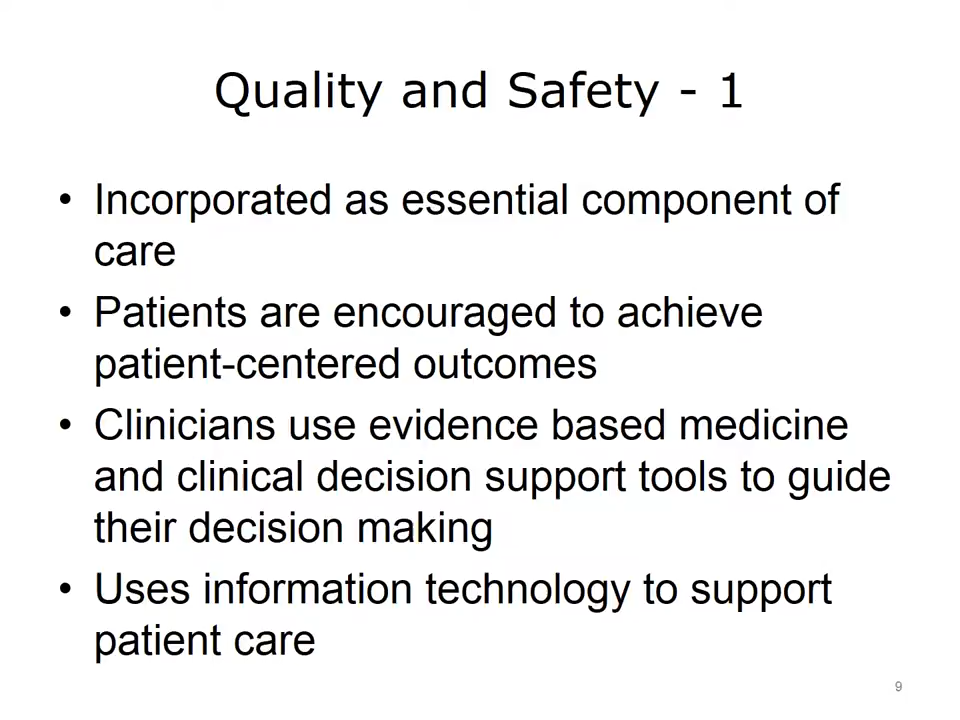 Quality and Safety - 1
• Incorporated as essential component of
care
• Patients are encouraged to achieve
patient-centered outcomes
• Clinicians use evidence based medicine
and clinical decision support tools to guide
their decision making
• Uses information technology to support
patient care
9